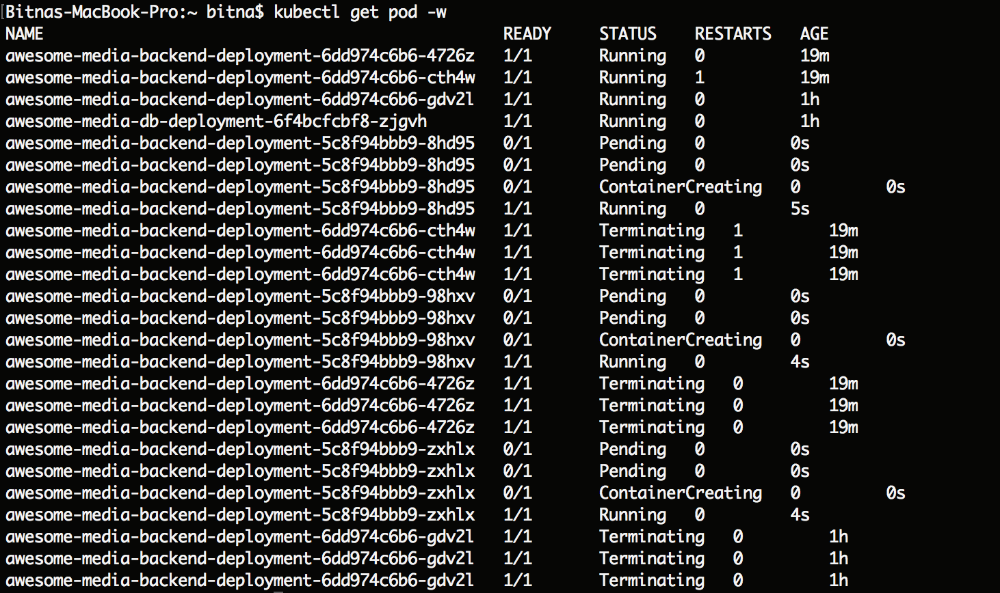 Bitnas-MacBook-Pro:~ bitna$ kubectl get pod -w
NAME READY STATUS RESTARTS AGE
awesome-media-backend-deployment-6dd974c6b6-4726z 1/1 Running 0 19m
awesome-media-backend-deployment-6dd974c6b6-cth4w 1/1 Running 1 19m
awesome-media-backend-deployment-6dd974c6b6-gdv2l 1/1 Running 0 1h
awesome-media-db-deployment-6f4bcfcbf8-zjgvh 1/1 Running 0 1h
awesome-media-backend-deployment-5c8f94bbb9-8hd95 0/1 Pending 0 0s
awesome-media-backend-deployment-5c8f94bbb9-8hd95 0/1 Pending 0 0s
awesome-media-backend-deployment-5c8f94bbb9-8hd95 0/1 ContainerCreating 0 0s
awesome-media-backend-deployment-5c8f94bbb9-8hd95 1/1 Running 0 5s
awesome-media-backend-deployment-6dd974c6b6-cth4w 1/1 Terminating 1 19m
awesome-media-backend-deployment-6dd974c6b6-cth4w 1/1 Terminating 1 19m
awesome-media-backend-deployment-6dd974c6b6-cth4w 1/1 Terminating 1 19m
awesome-media-backend-deployment-5c8f94bbb9-98hxv 0/1 Pending 0 0s
awesome-media-backend-deployment-5c8f94bbb9-98hxv 0/1 Pending 0 0s
awesome-media-backend-deployment-5c8f94bbb9-98hxv 0/1 ContainerCreating 0 0s
awesome-media-backend-deployment-5c8f94bbb9-98hxv 1/1 Running 0 4s
awesome-media-backend-deployment-6dd974c6b6-4726z 1/1 Terminating 0 19m
awesome-media-backend-deployment-6dd974c6b6-4726z 1/1 Terminating 0 19m
awesome-media-backend-deployment-6dd974c6b6-4726z 1/1 Terminating 0 19m
awesome-media-backend-deployment-5c8f94bbb9-zxhlx 0/1 Pending 0 0s
awesome-media-backend-deployment-5c8f94bbb9-zxhlx 0/1 Pending 0 0s
awesome-media-backend-deployment-5c8f94bbb9-zxhlx 0/1 ContainerCreating 0 0s
awesome-media-backend-deployment-5c8f94bbb9-zxhlx 1/1 Running 0 4s
awesome-media-backend-deployment-6dd974c6b6-gdv2l 1/1 Terminating 0 1h
awesome-media-backend-deployment-6dd974c6b6-gdv2l 1/1 Terminating 0 1h
awesome-media-backend-deployment-6dd974c6b6-gdv2l 1/1 Terminating 0 1h